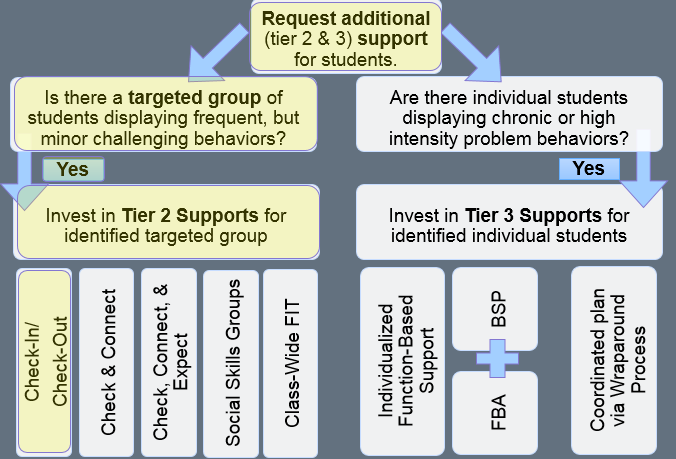 Request additional
(tier 2 & 3) support
for students.
Is there a targeted group of
students displaying frequent, but
minor challenging behaviors?
Are there individual students
displaying chronic or high
intensity problem behaviors?
Yes
Yes
Invest in Tier 2 Supports for
identified targeted group
Invest in Tier 3 Supports for
identified individual students
Check-In/
Check-Out
Check & Connect
Check, Connect, &
Expect
Social Skills Groups
Class-Wide FIT
Individualized
Function-Based
Support
BSP
FBA
Coordinated plan
via Wraparound
Process